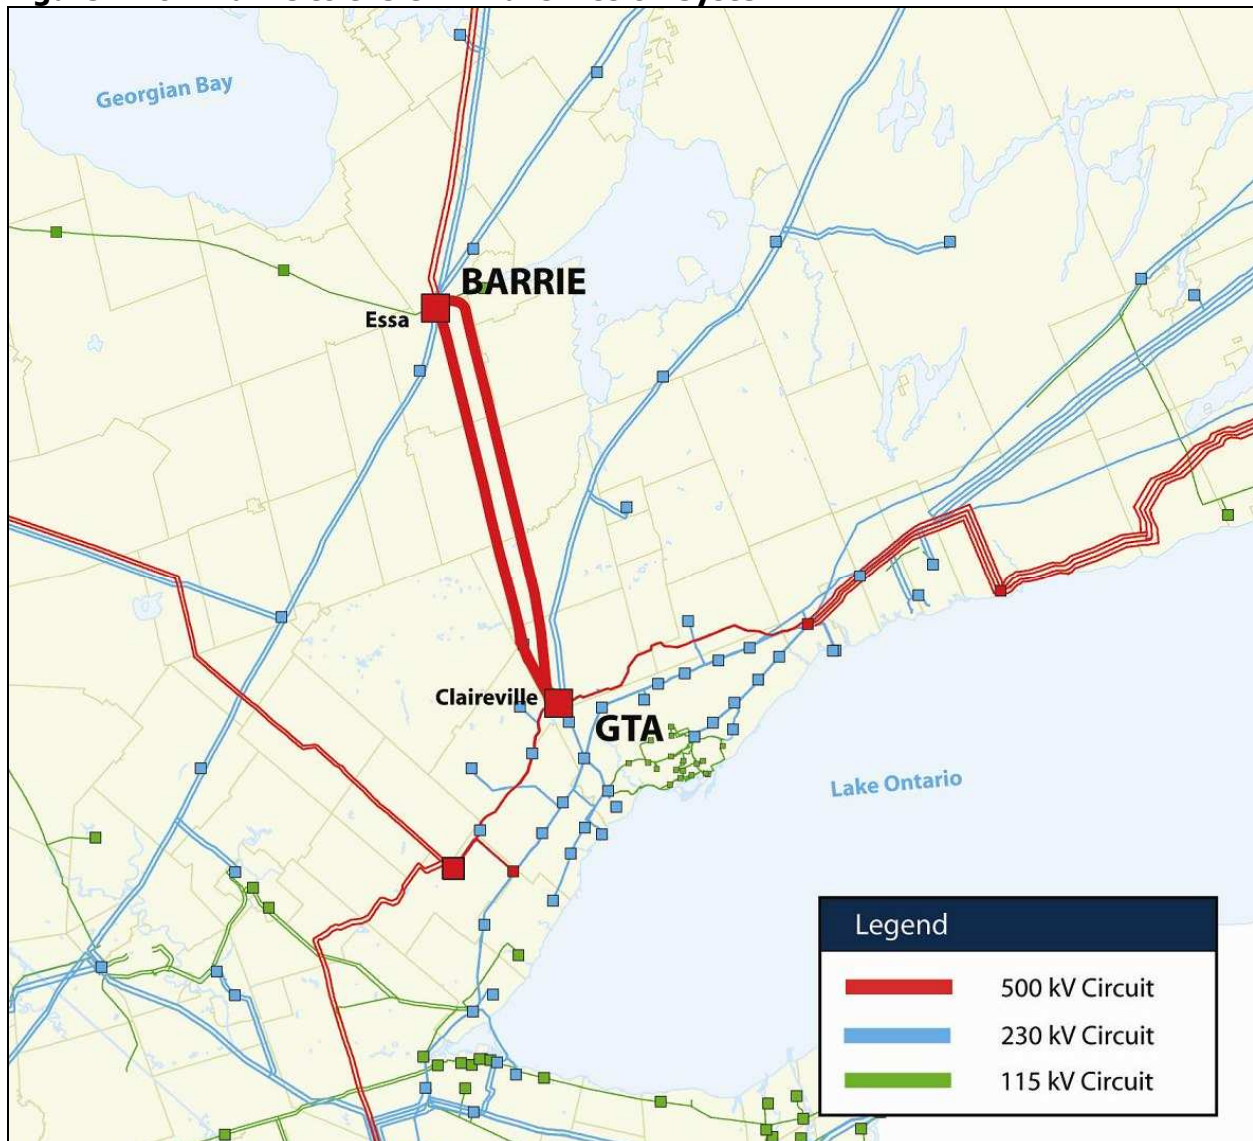 Georgian Bay
BARRIE
Essa
Claireville
GTA
Lake Ontario
Legend
500 kV Circuit
230 kV Circuit
115 kV Circuit